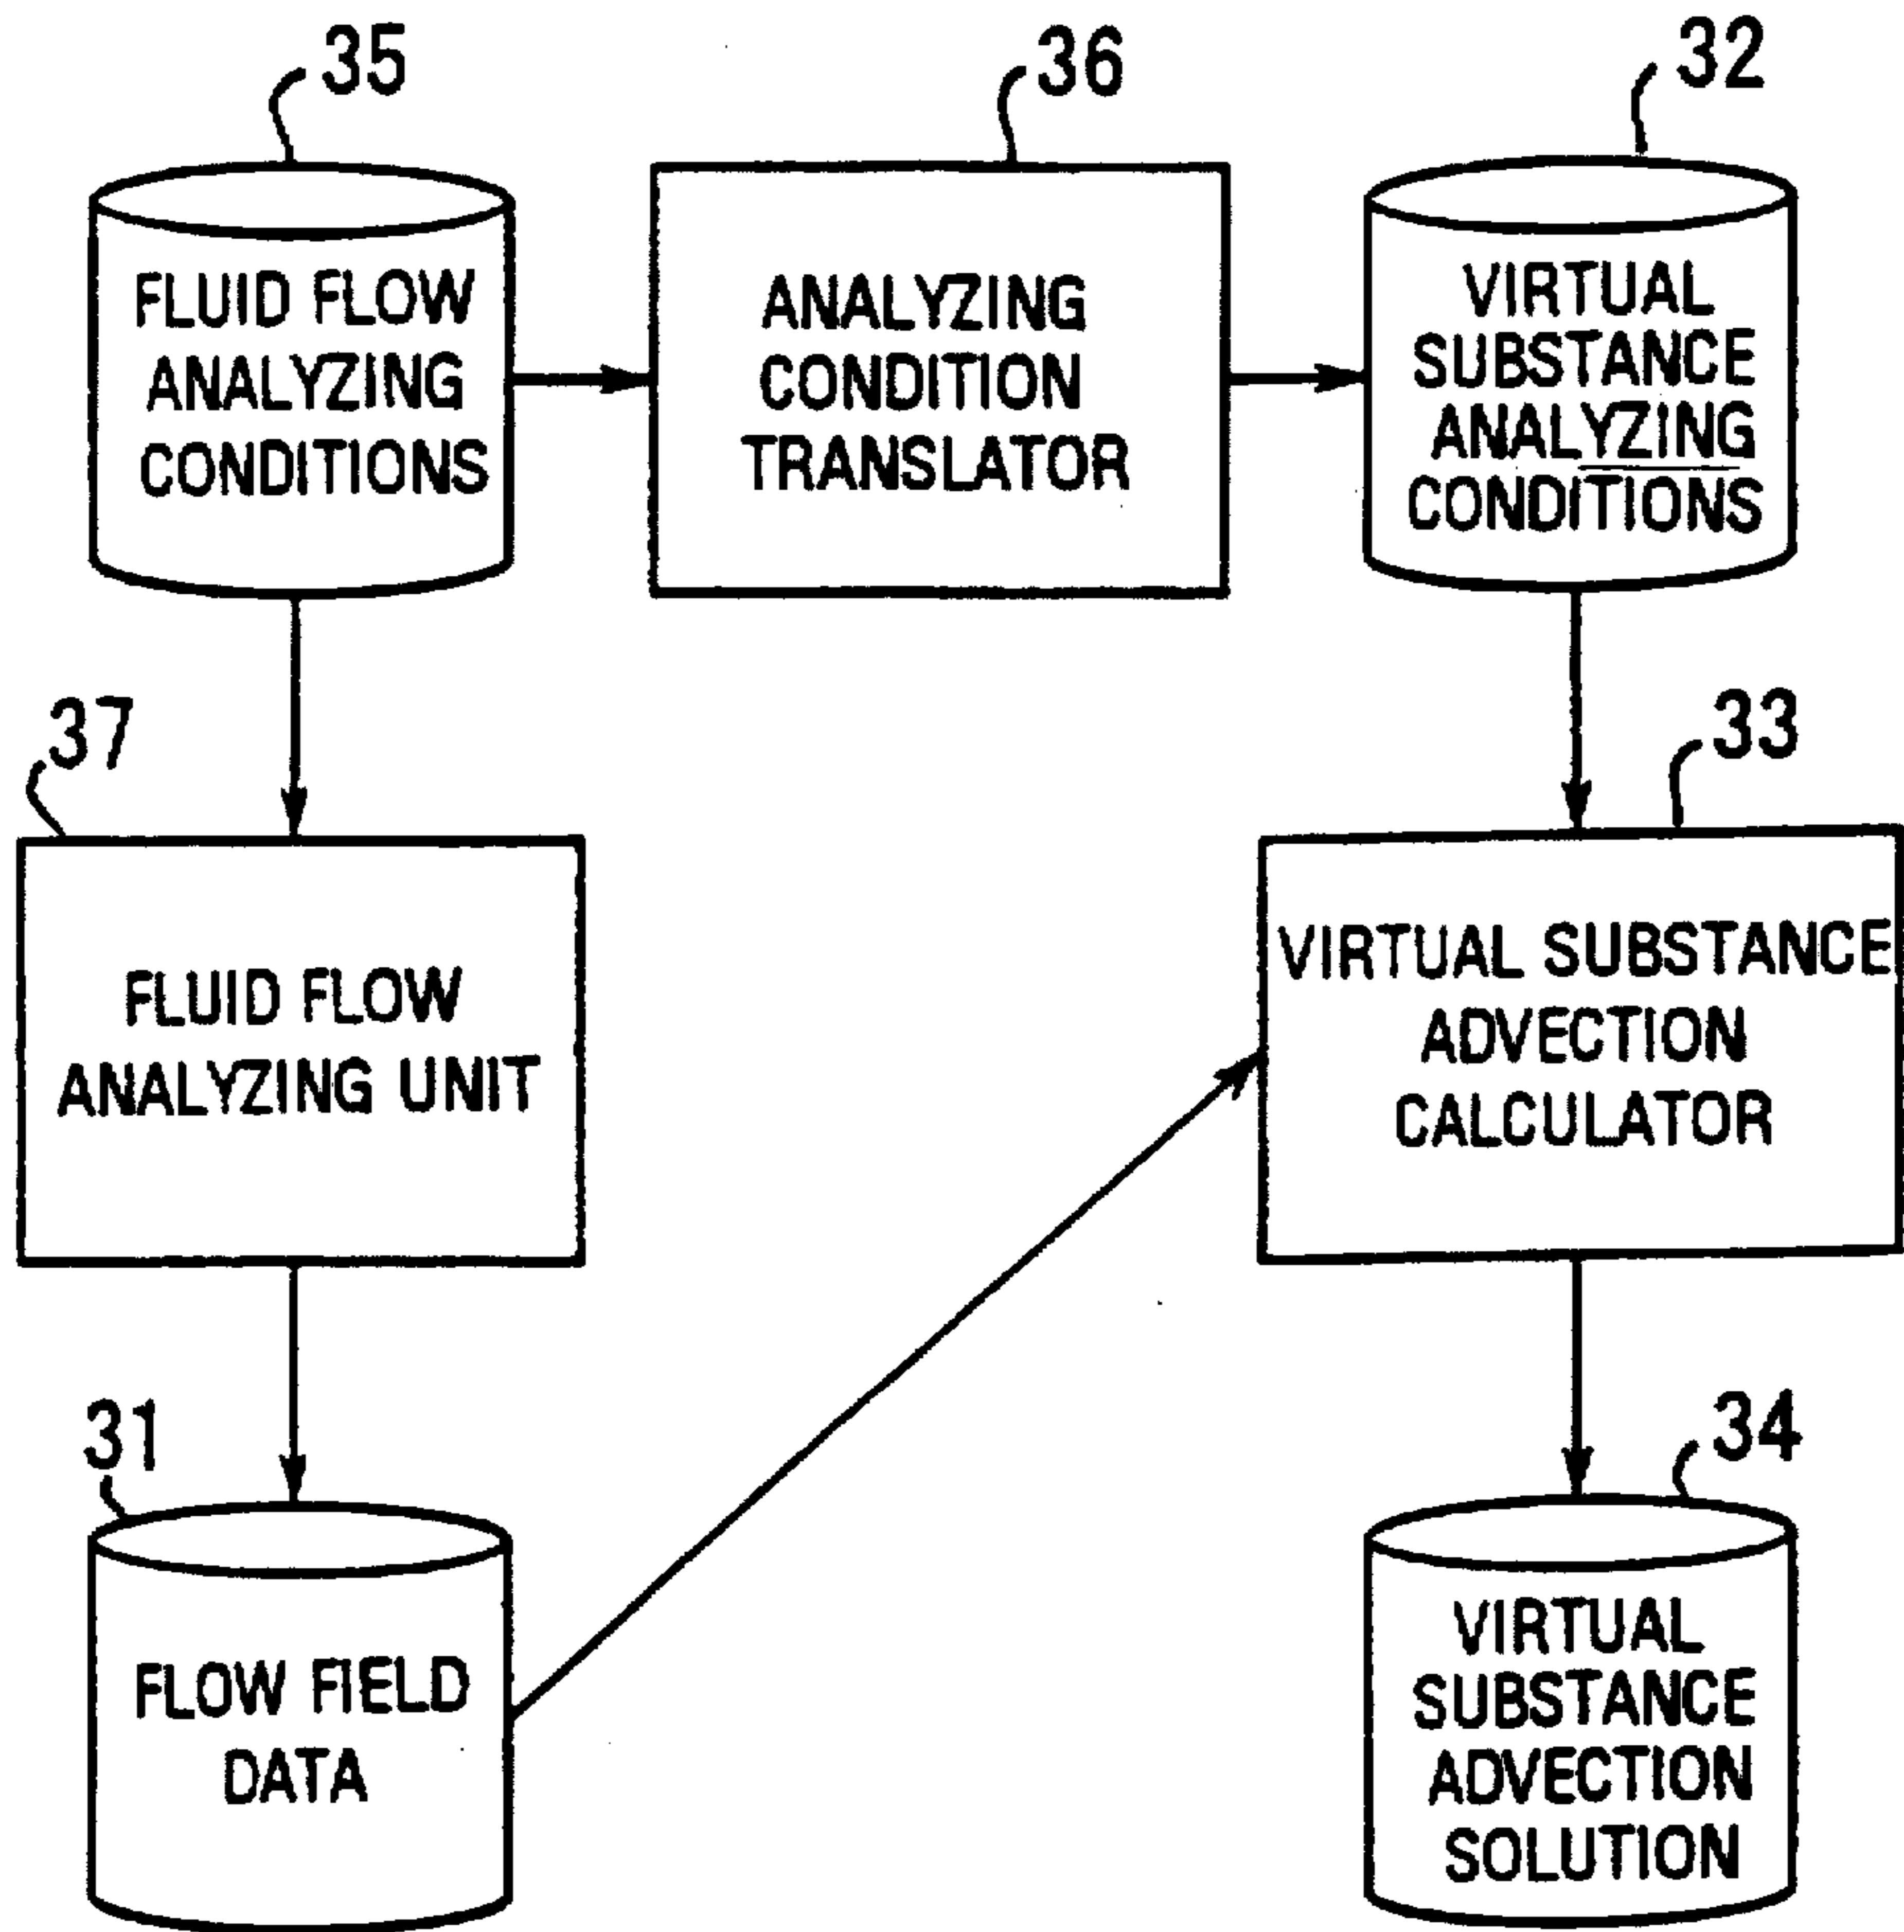 35
36
32
FLUID FLOW
ANALYZING
CONDITIONS
ANALYZING
CONDITION
TRANSLATOR
VIRTUAL
SUBSTANCE
ANALYZING
CONDITIONS
37
33
FLUID FLOW
ANALYZING UNIT
VIRTUAL SUBSTANCE
ADVECTION
CALCULATOR
31
34
FLOW FIELD
DATA
VIRTUAL
SUBSTANCE
ADVECTION
SOLUTION